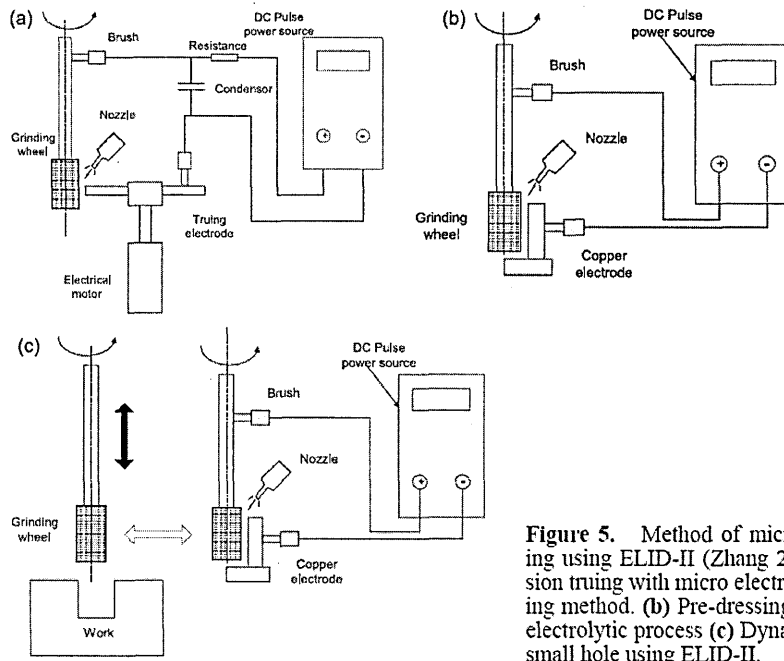 (a)
DC Pulse
power source
Brush
Resistance
Condensor
Nozzle
Grinding
wheel
+ -
Truing
electrode
Electrical
motor
(b)
DC Pulse
power source
Brush
Nozzle
+ -
Grinding
wheel
Copper
electrode
(c)
DC Pulse
power source
Brush
Nozzle
+ -
Grinding
wheel
Copper
electrode
Work
Figure 5. Method of micr
ing using ELID-II (Zhang 2
sion truing with micro electr
ing method. (b) Pre-dressing
electrolytic process (c) Dyna
small hole using ELID-II.